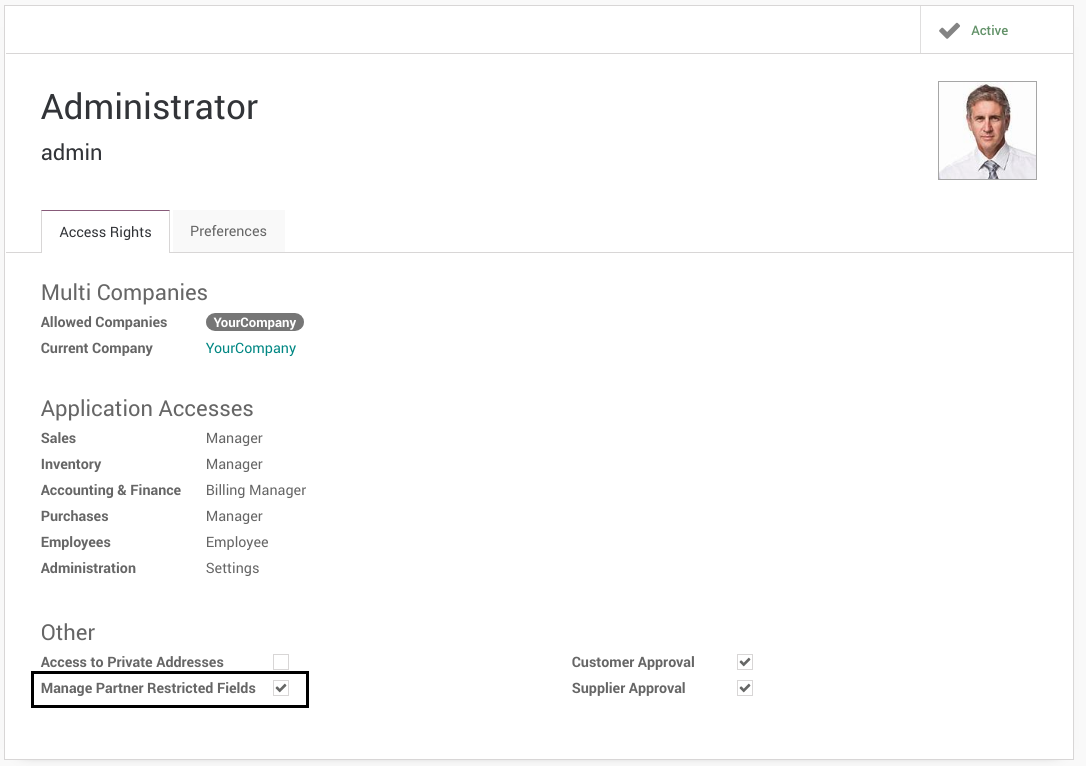 Active
Administrator
admin
Access Rights Preferences
Multi Companies
Allowed Companies YourCompany
Current Company YourCompany
Application Accesses
Sales Manager
Inventory Manager
Accounting & Finance Billing Manager
Purchases Manager
Employees Employee
Administration Settings
Other
Access to Private Addresses Customer Approval
Manage Partner Restricted Fields Supplier Approval